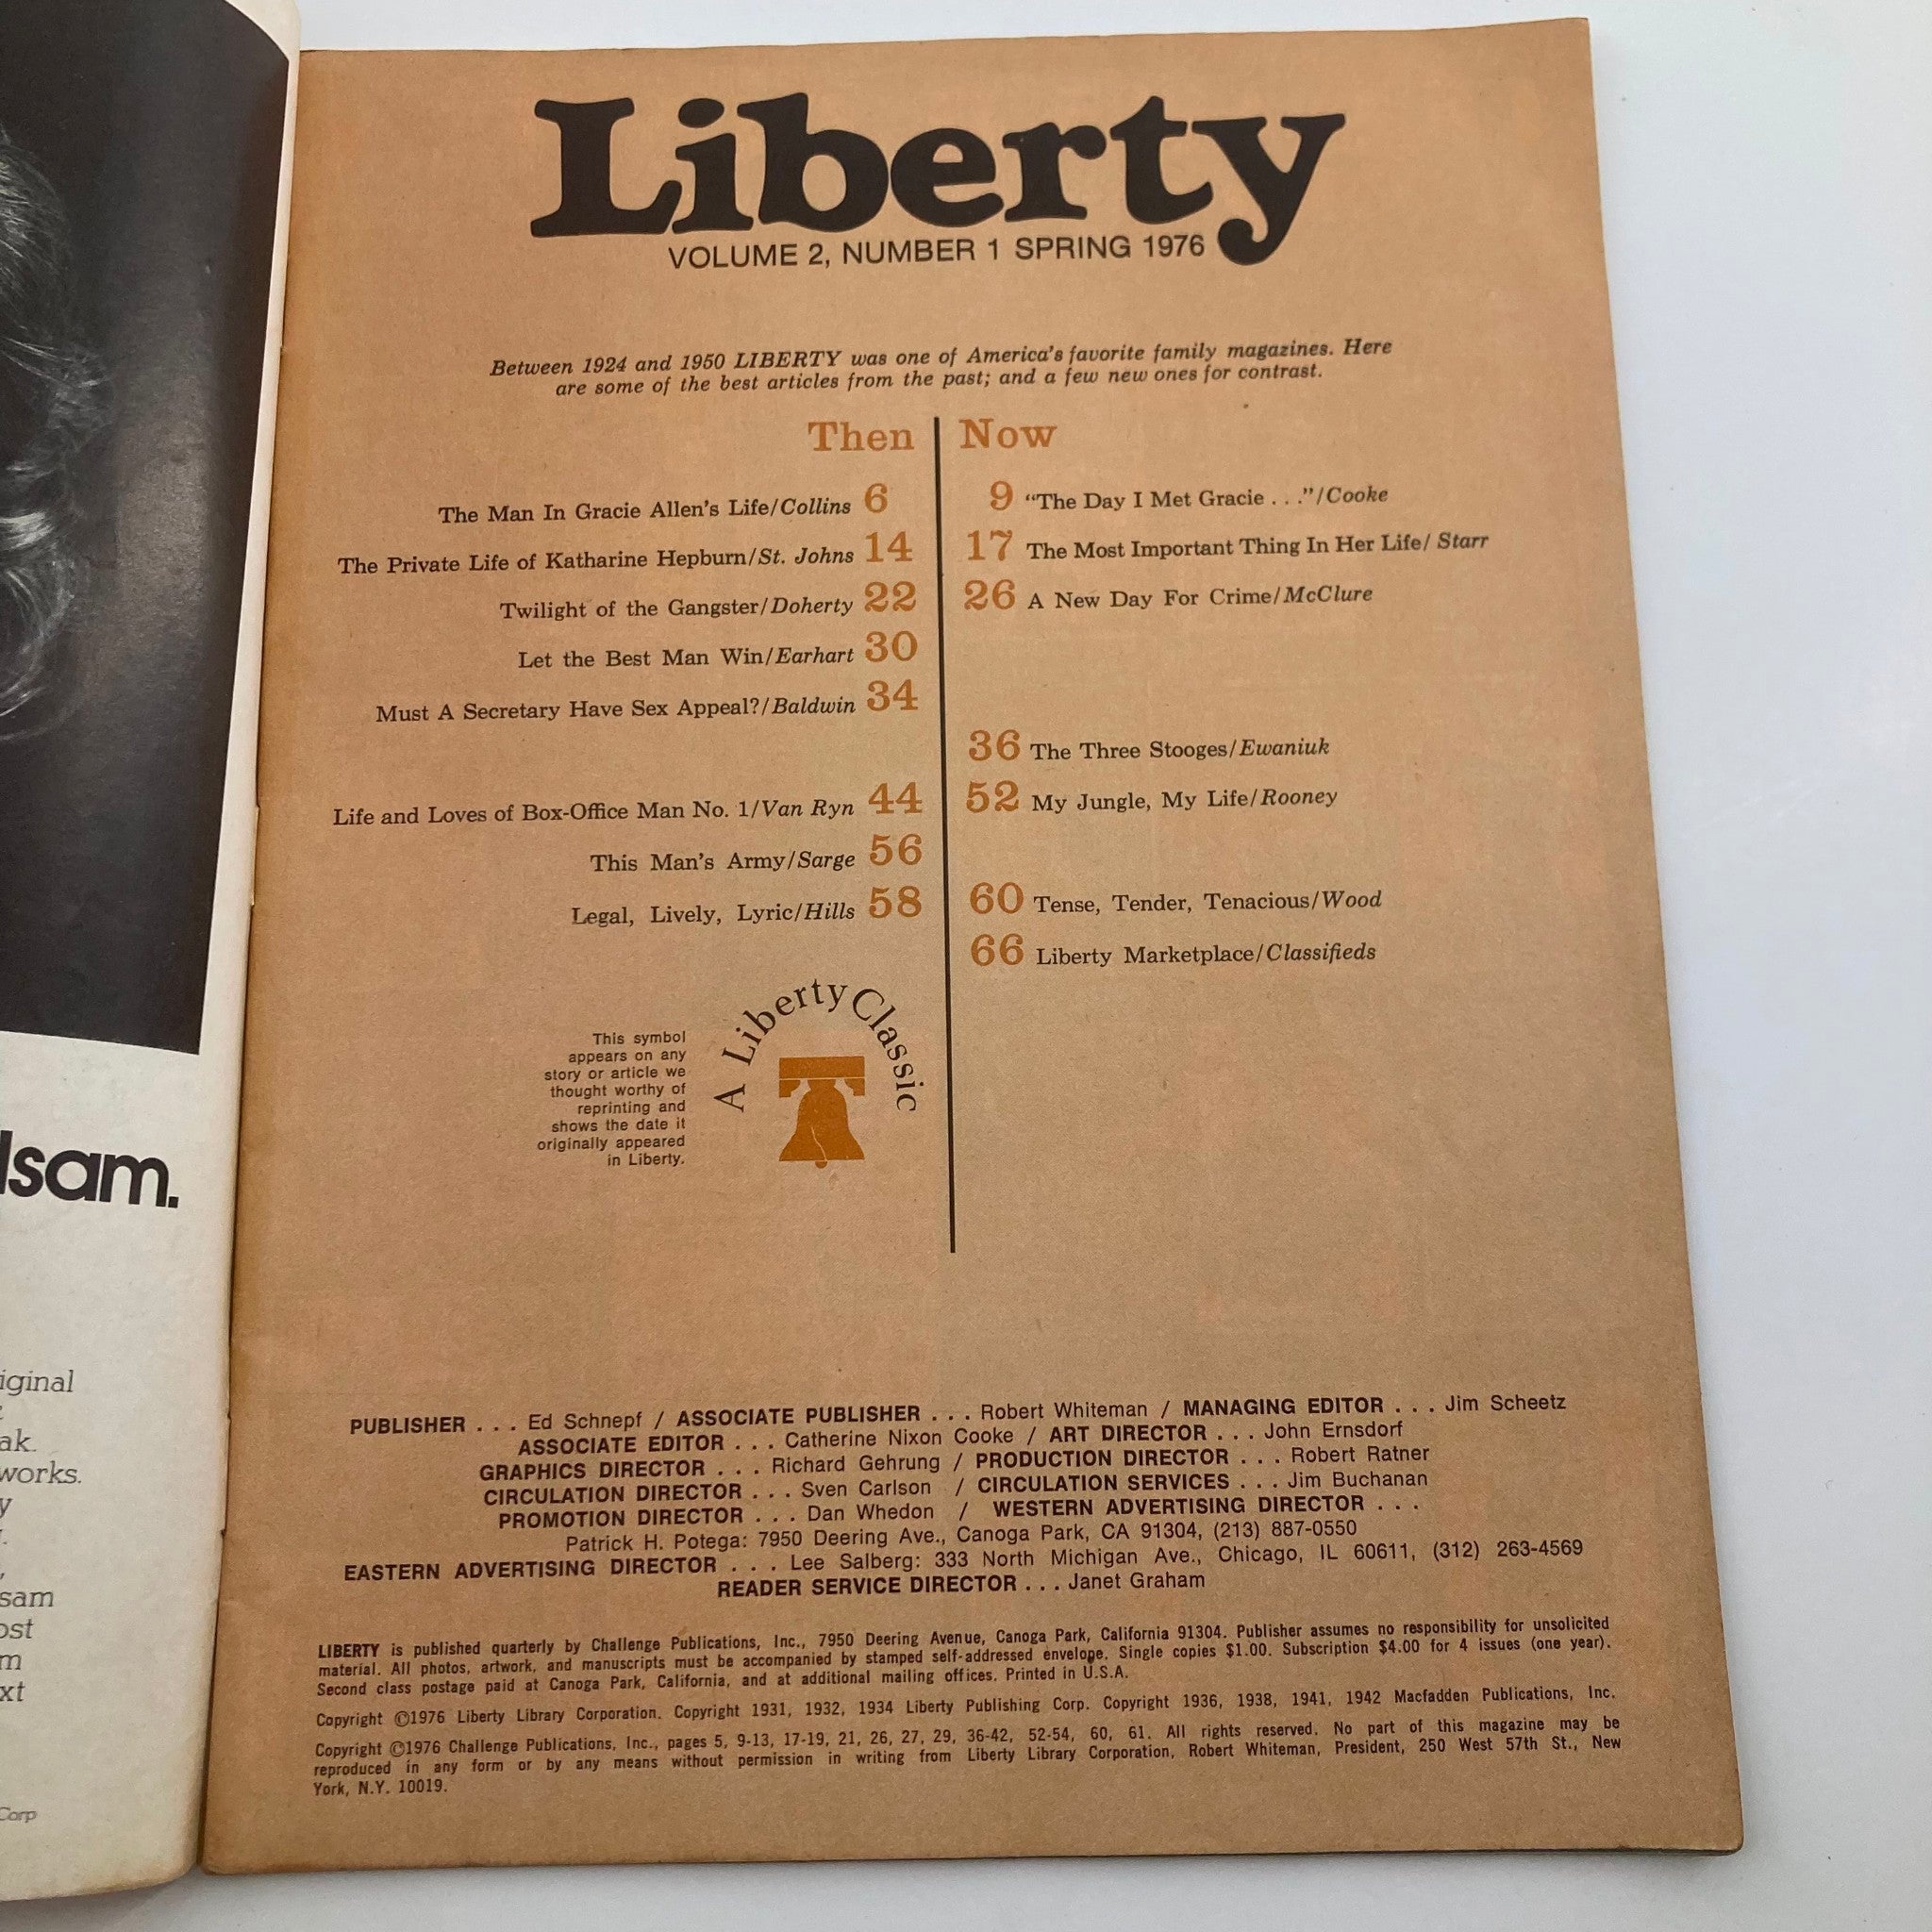 lsam.
iginal
ak.
works.
y
sam
ost
m
xt
Corp
Liberty
VOLUME 2, NUMBER 1 SPRING 1976
Between 1924 and 1950 LIBERTY was one of America's favorite family magazines. Here
are some of the best articles from the past; and a few new ones for contrast.
Then
The Man In Gracie Allen's Life/Collins 6
The Private Life of Katharine Hepburn/St. Johns 14
Twilight of the Gangster/Doherty 22
Let the Best Man Win/Earhart 30
Must A Secretary Have Sex Appeal?/Baldwin 34
Life and Loves of Box-Office Man No. 1/Van Ryn 44
This Man's Army/Sarge 56
Legal, Lively, Lyric/Hills 58
Now
9 "The Day I Met Gracie . . ."/Cooke
17 The Most Important Thing In Her Life/ Starr
26 A New Day For Crime/McClure
36 The Three Stooges/Ewaniuk
52 My Jungle, My Life/Rooney
60 Tense, Tender, Tenacious/Wood
66 Liberty Marketplace/Classifieds
This symbol
appears on any
story or article we
thought worthy of
reprinting and
shows the date it
originally appeared
in Liberty.
A Liberty Classic
PUBLISHER . . . Ed Schnepf / ASSOCIATE PUBLISHER . . . Robert Whiteman / MANAGING EDITOR . . . Jim Scheetz
ASSOCIATE EDITOR . . . Catherine Nixon Cooke / ART DIRECTOR . . . John Ernsdorf
GRAPHICS DIRECTOR . . . Richard Gehrung / PRODUCTION DIRECTOR . . . Robert Ratner
CIRCULATION DIRECTOR . . . Sven Carlson / CIRCULATION SERVICES . . . Jim Buchanan
PROMOTION DIRECTOR . . . Dan Whedon / WESTERN ADVERTISING DIRECTOR . . .
Patrick H. Potega: 7950 Deering Ave., Canoga Park, CA 91304, (213) 887-0550
EASTERN ADVERTISING DIRECTOR . . . Lee Salberg: 333 North Michigan Ave., Chicago, IL 60611, (312) 263-4569
READER SERVICE DIRECTOR . . . Janet Graham
LIBERTY is published quarterly by Challenge Publications, Inc., 7950 Deering Avenue, Canoga Park, California 91304. Publisher assumes no responsibility for unsolicited
material. All photos, artwork, and manuscripts must be accompanied by stamped self-addressed envelope. Single copies $1.00. Subscription $4.00 for 4 issues (one year).
Second class postage paid at Canoga Park, California, and at additional mailing offices. Printed in U.S.A.
Copyright ©1976 Liberty Library Corporation. Copyright 1931, 1932, 1934 Liberty Publishing Corp. Copyright 1936, 1938, 1941, 1942 Macfadden Publications, Inc.
Copyright ©1976 Challenge Publications, Inc., pages 5, 9-13, 17-19, 21, 26, 27, 29, 36-42, 52-54, 60, 61. All rights reserved. No part of this magazine may be
reproduced in any form or by any means without permission in writing from Liberty Library Corporation, Robert Whiteman, President, 250 West 57th St., New
York, N.Y. 10019.